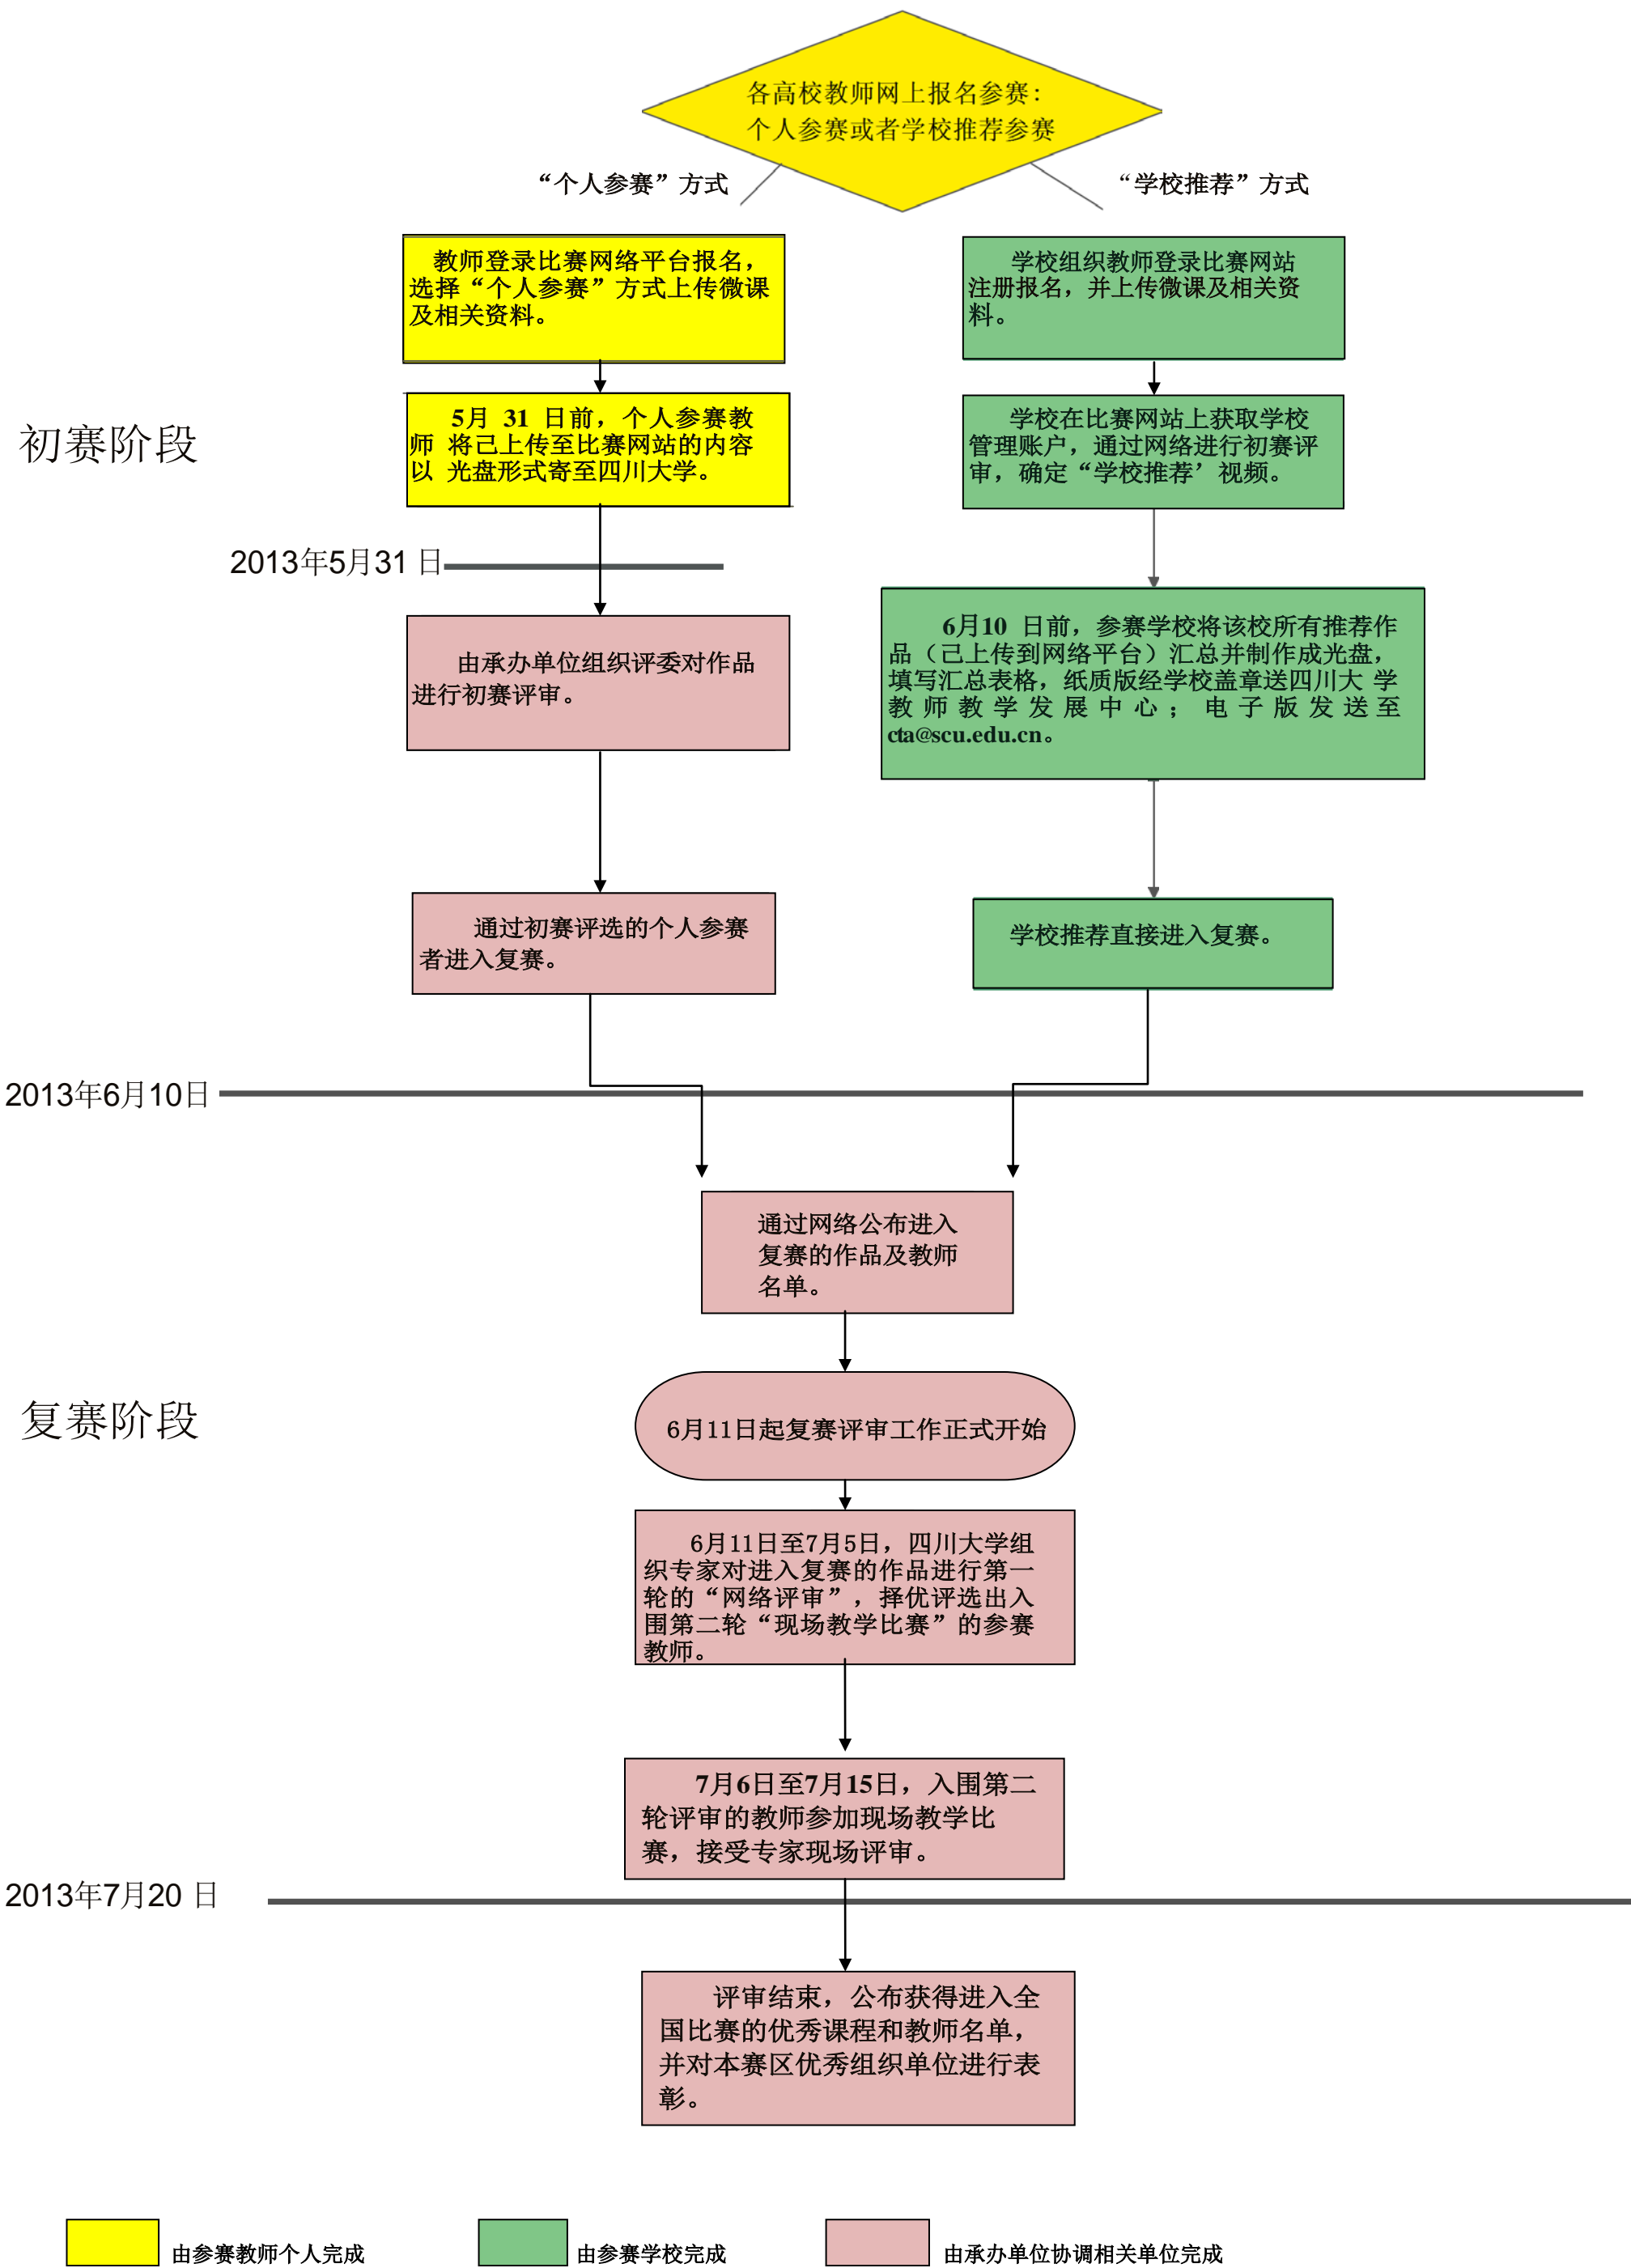 各高校教师网上报名参赛：
个人参赛或者学校推荐参赛
“个人参赛”方式
“学校推荐”方式
教师登录比赛网络平台报名，
选择“个人参赛”方式上传微课
及相关资料。
学校组织教师登录比赛网站
注册报名，并上传微课及相关资
料。
初赛阶段
5月 31 日前，个人参赛教
师 将己上传至比赛网站的内容
以 光盘形式寄至四川大学。
学校在比赛网站上获取学校
管理账户，通过网络进行初赛评
审，确定“学校推荐’视频。
2013年5月31 日
由承办单位组织评委对作品
进行初赛评审。
6月10 日前，参赛学校将该校所有推荐作
品（己上传到网络平台）汇总并制作成光盘，
填写汇总表格，纸质版经学校盖章送四川大 学
教 师 教 学 发 展 中 心 ； 电 子 版 发 送 至
cta@scu.edu.cn。
通过初赛评选的个人参赛
者进入复赛。
学校推荐直接进入复赛。
2013年6月10日
通过网络公布进入
复赛的作品及教师
名单。
复赛阶段
6月11日起复赛评审工作正式开始
6月11日至7月5日，四川大学组
织专家对进入复赛的作品进行第一
轮的“网络评审”，择优评选出入
围第二轮“现场教学比赛”的参赛
教师。
7月6日至7月15日，入围第二
轮评审的教师参加现场教学比
赛，接受专家现场评审。
2013年7月20 日
评审结束，公布获得进入全
国比赛的优秀课程和教师名单，
并对本赛区优秀组织单位进行表
彰。
由参赛教师个人完成
由参赛学校完成
由承办单位协调相关单位完成